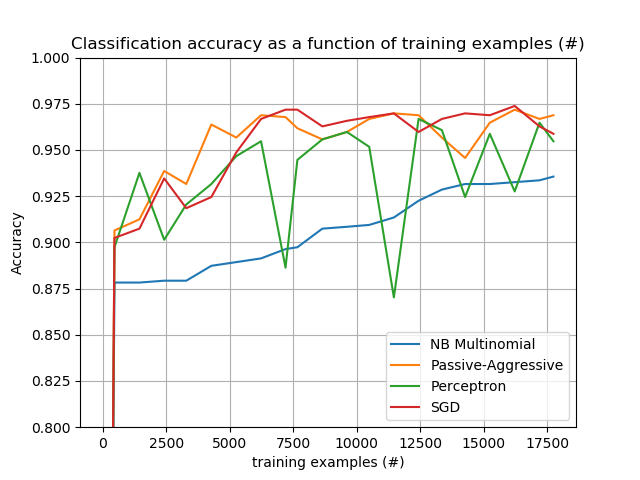 Classification accuracy as a function of training examples (#)
1.000
0.975
0.950
0.925
0.900
0.875
0.850
0.825
0.800
Accuracy
NB Multinomial
Passive-Aggressive
Perceptron
SGD
0 2500 5000 7500 10000 12500 15000 17500
training examples (#)